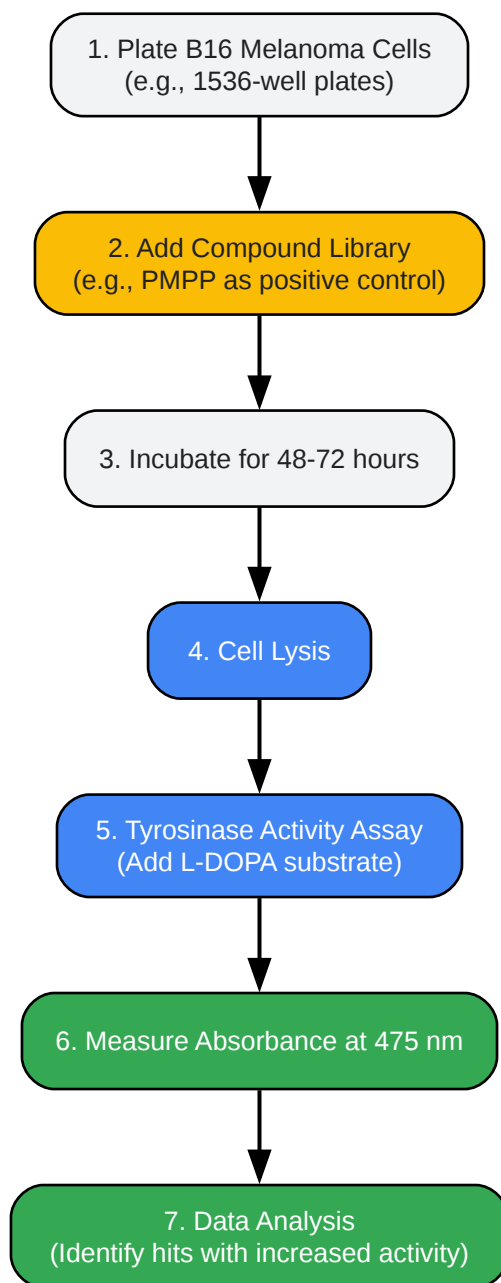 1. Plate B16 Melanoma Cells
(e.g., 1536-well plates)
2. Add Compound Library
(e.g., PMPP as positive control)
3. Incubate for 48-72 hours
4. Cell Lysis
5. Tyrosinase Activity Assay
(Add L-DOPA substrate)
6. Measure Absorbance at 475 nm
7. Data Analysis
(Identify hits with increased activity)